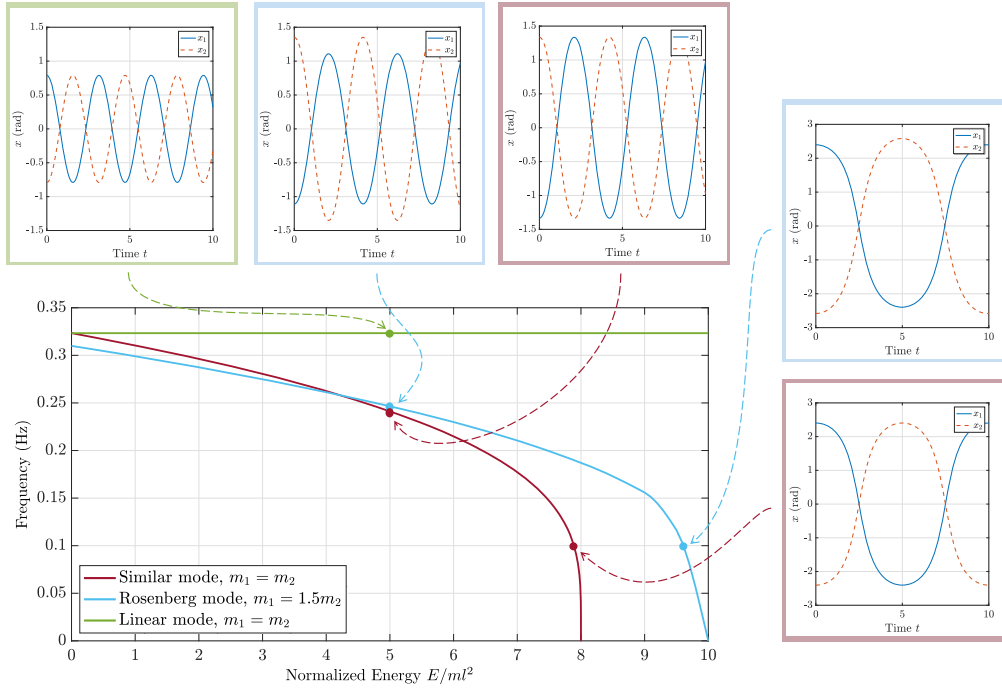 1.5
1
0.5
0
-0.5
-1
-1.5
x (rad)
0 5 10
Time t
x₁
x₂
1.5
1
0.5
0
-0.5
-1
-1.5
x (rad)
0 5 10
Time t
x₁
x₂
1.5
1
0.5
0
-0.5
-1
-1.5
x (rad)
0 5 10
Time t
x₁
x₂
3
2
1
0
-1
-2
-3
x (rad)
0 5 10
Time t
x₁
x₂
0.35
0.3
0.25
0.2
0.15
0.1
0.05
0
Frequency (Hz)
Similar mode, m₁ = m₂
Rosenberg mode, m₁ = 1.5m₂
Linear mode, m₁ = m₂
0 1 2 3 4 5 6 7 8 9 10
Normalized Energy E/ml²
3
2
1
0
-1
-2
-3
x (rad)
0 5 10
Time t
x₁
x₂